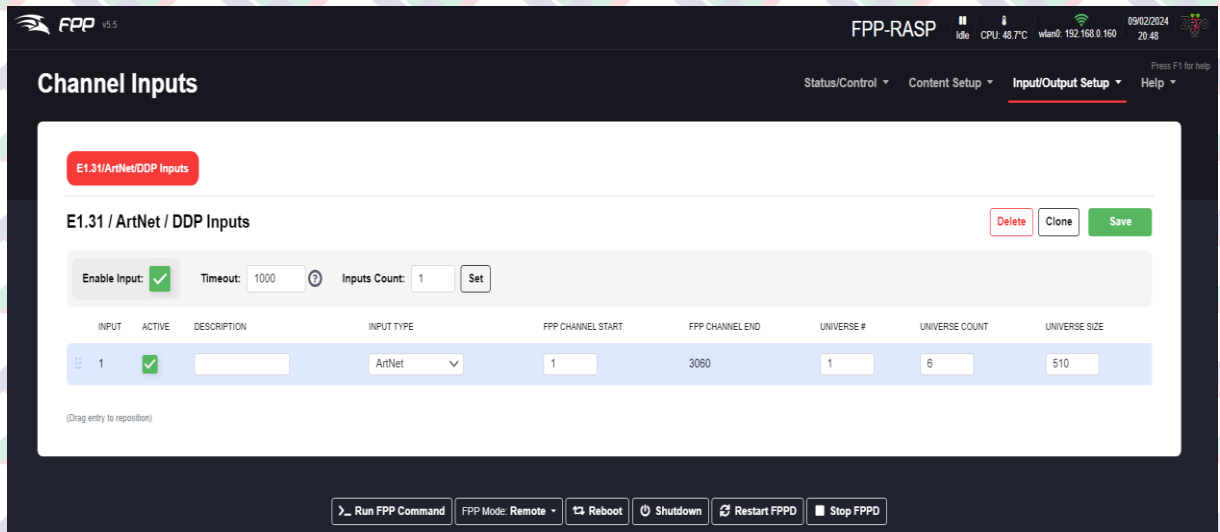 FPP v5.5
FPP-RASP Idle CPU: 48.7°C wlan0: 192.168.0.160 09/02/2024 20:48 Zero
Press F1 for help
Channel Inputs
Status/Control Content Setup Input/Output Setup Help
E1.31/ArtNet/DDP Inputs
E1.31 / ArtNet / DDP Inputs
Delete Clone Save
Enable Input: Timeout: 1000 ? Inputs Count: 1 Set
INPUT ACTIVE DESCRIPTION INPUT TYPE FPP CHANNEL START FPP CHANNEL END UNIVERSE # UNIVERSE COUNT UNIVERSE SIZE
1 ArtNet 1 3060 1 6 510
(Drag entry to reposition)
>_ Run FPP Command FPP Mode: Remote Reboot Shutdown Restart FPPD Stop FPPD